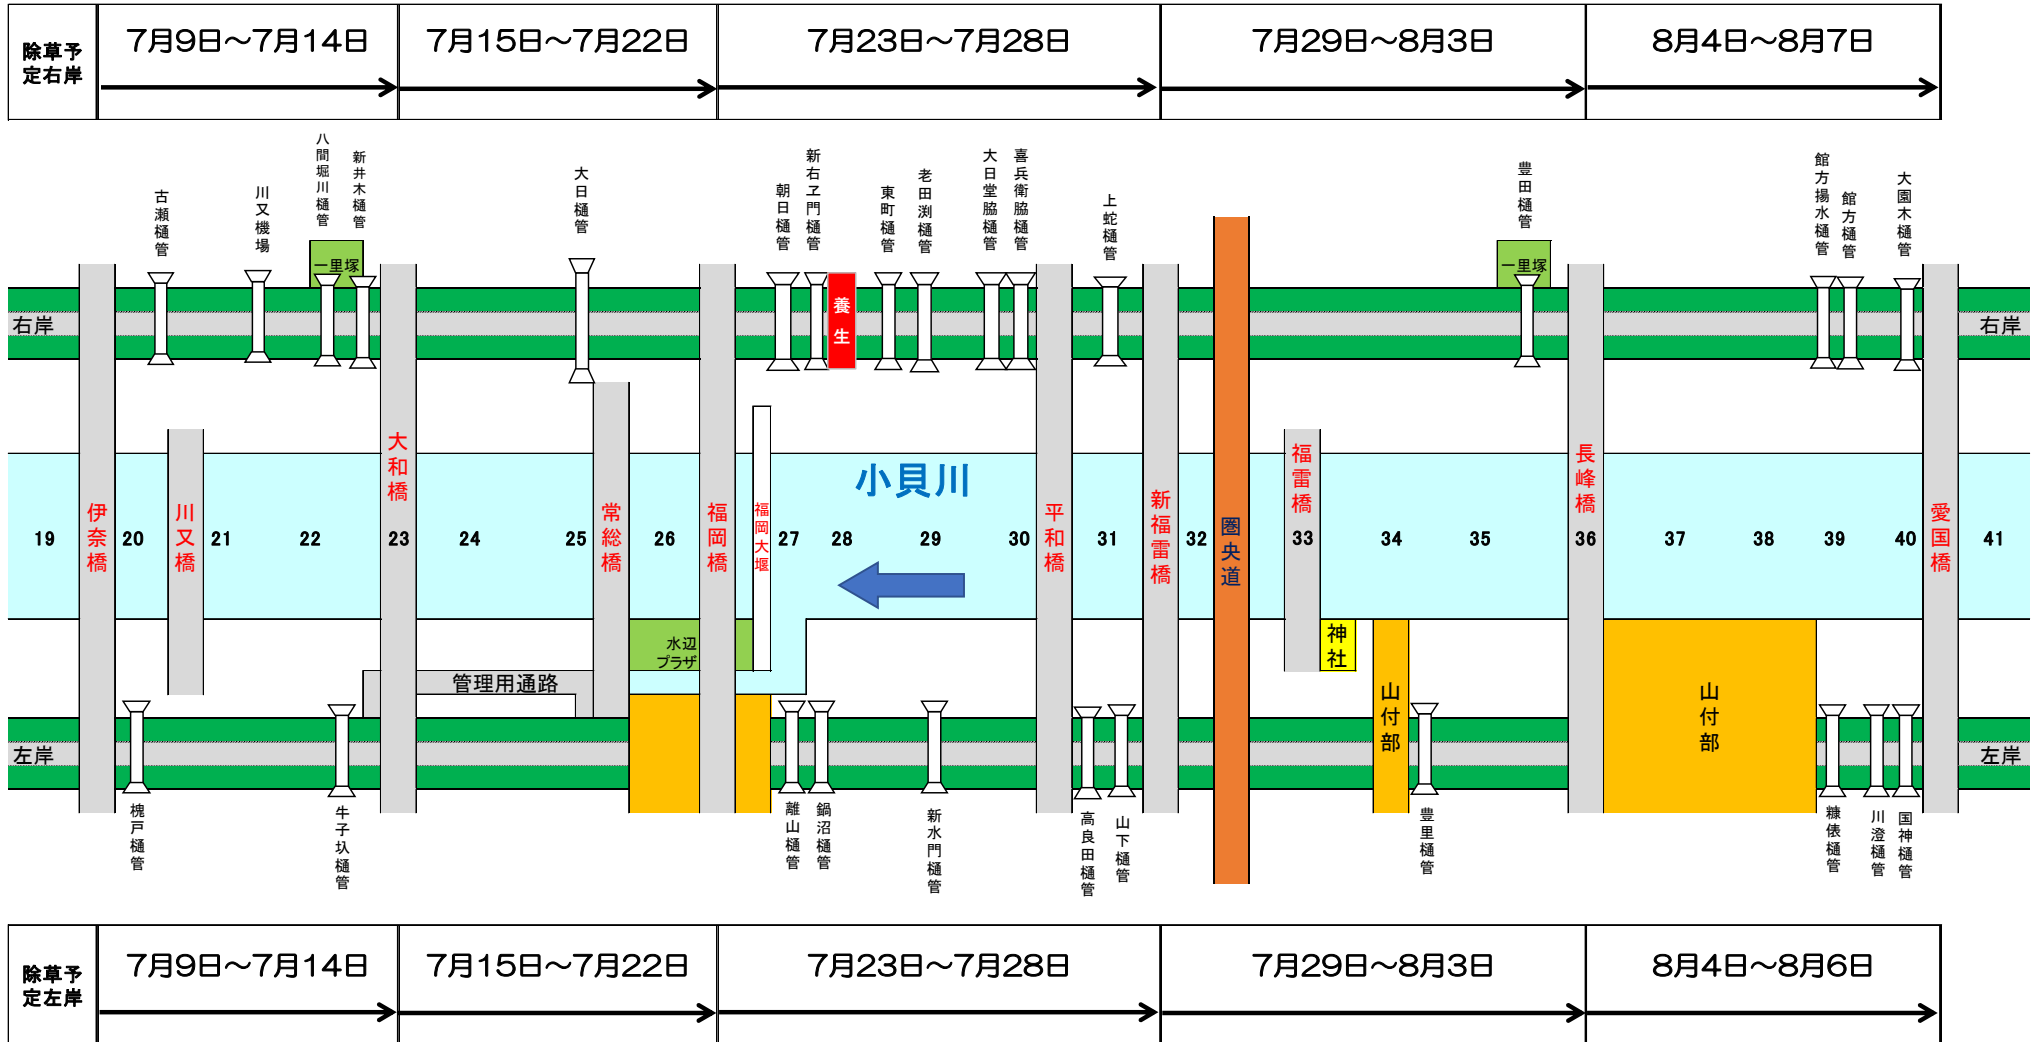 除草予
定右岸
7月9日～7月14日
7月15日～7月22日
7月23日～7月28日
7月29日～8月3日
8月4日～8月7日
古瀬樋管
川又機場
八間堀川樋管
新井木樋管
大日樋管
朝日樋管
新右ヱ門樋管
東町樋管
老田渕樋管
大日堂脇樋管
喜兵衛脇樋管
上蛇樋管
豊田樋管
館方揚水樋管
館方樋管
大園木樋管
一里塚
一里塚
養生
右岸
右岸
小貝川
伊奈橋
川又橋
大和橋
常総橋
福岡橋
福岡大堰
平和橋
新福雷橋
圏央道
福雷橋
長峰橋
愛国橋
19
20
21
22
23
24
25
26
27
28
29
30
31
32
33
34
35
36
37
38
39
40
41
水辺
プラザ
神社
管理用通路
山付部
山付部
左岸
左岸
槐戸樋管
牛子圦樋管
離山樋管
鍋沼樋管
新水門樋管
高良田樋管
山下樋管
豊里樋管
糠俵樋管
川澄樋管
国神樋管
除草予
定左岸
7月9日～7月14日
7月15日～7月22日
7月23日～7月28日
7月29日～8月3日
8月4日～8月6日